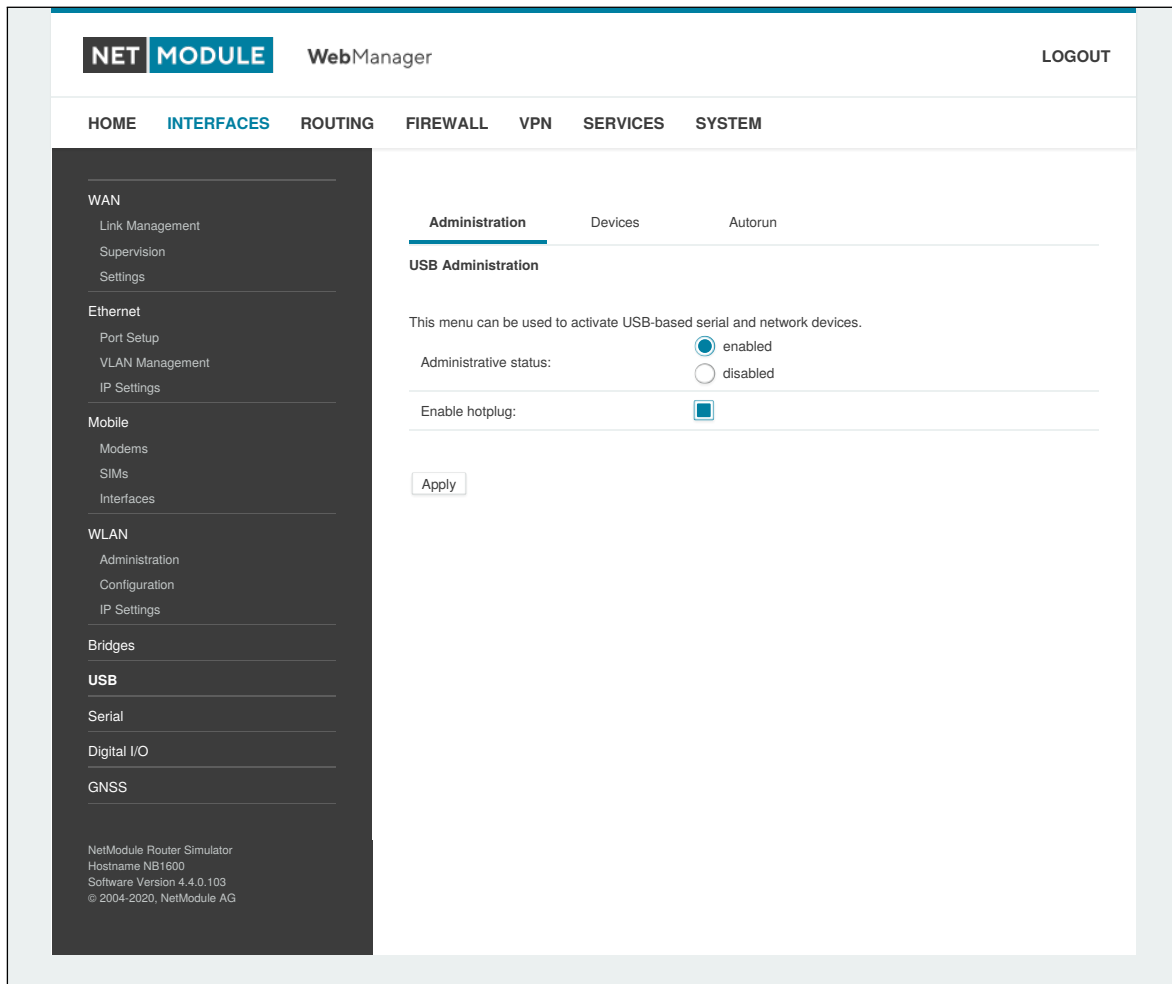 NET MODULE WebManager LOGOUT
HOME INTERFACES ROUTING FIREWALL VPN SERVICES SYSTEM
WAN
Link Management
Supervision
Settings
Ethernet
Port Setup
VLAN Management
IP Settings
Mobile
Modems
SIMs
Interfaces
WLAN
Administration
Configuration
IP Settings
Bridges
USB
Serial
Digital I/O
GNSS
NetModule Router Simulator
Hostname NB1600
Software Version 4.4.0.103
© 2004-2020, NetModule AG
Administration Devices Autorun
USB Administration
This menu can be used to activate USB-based serial and network devices.
Administrative status:
enabled
disabled
Enable hotplug:
Apply